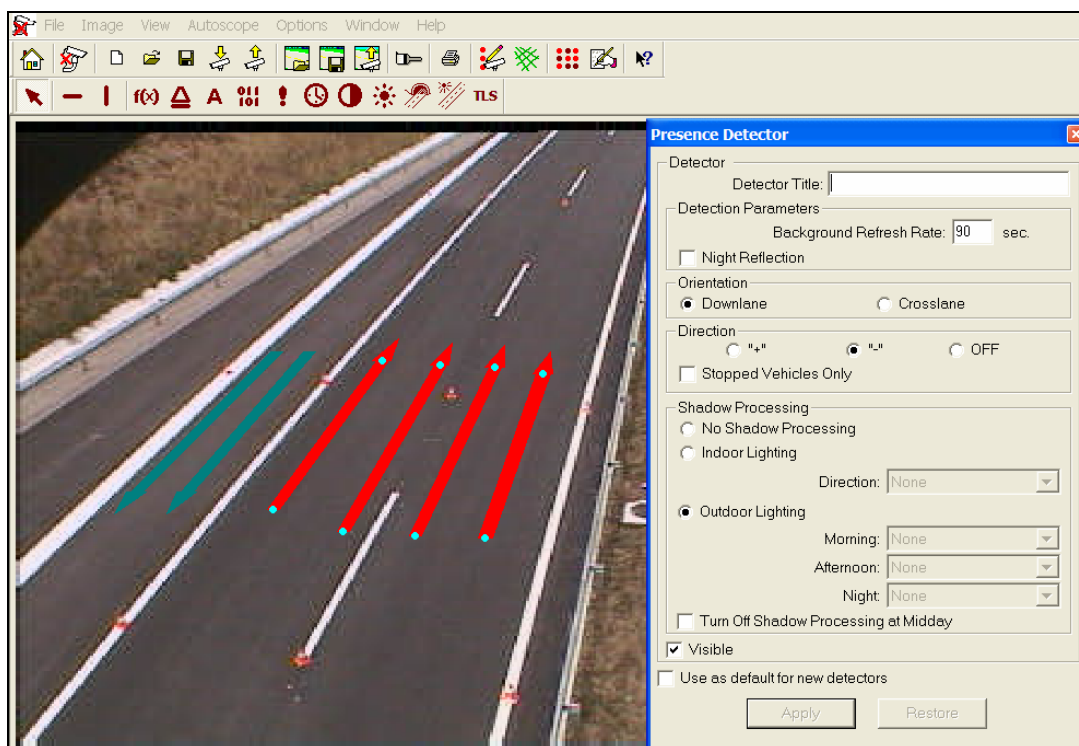 File Image View Autoscope Options Window Help
f(x) A 011 101 ! TLS
Presence Detector
Detector
Detector Title:
Detection Parameters
Background Refresh Rate: 90 sec.
Night Reflection
Orientation
Downlane Crosslane
Direction
"+" "-" OFF
Stopped Vehicles Only
Shadow Processing
No Shadow Processing
Indoor Lighting
Direction: None
Outdoor Lighting
Morning: None
Afternoon: None
Night: None
Turn Off Shadow Processing at Midday
Visible
Use as default for new detectors
Apply Restore